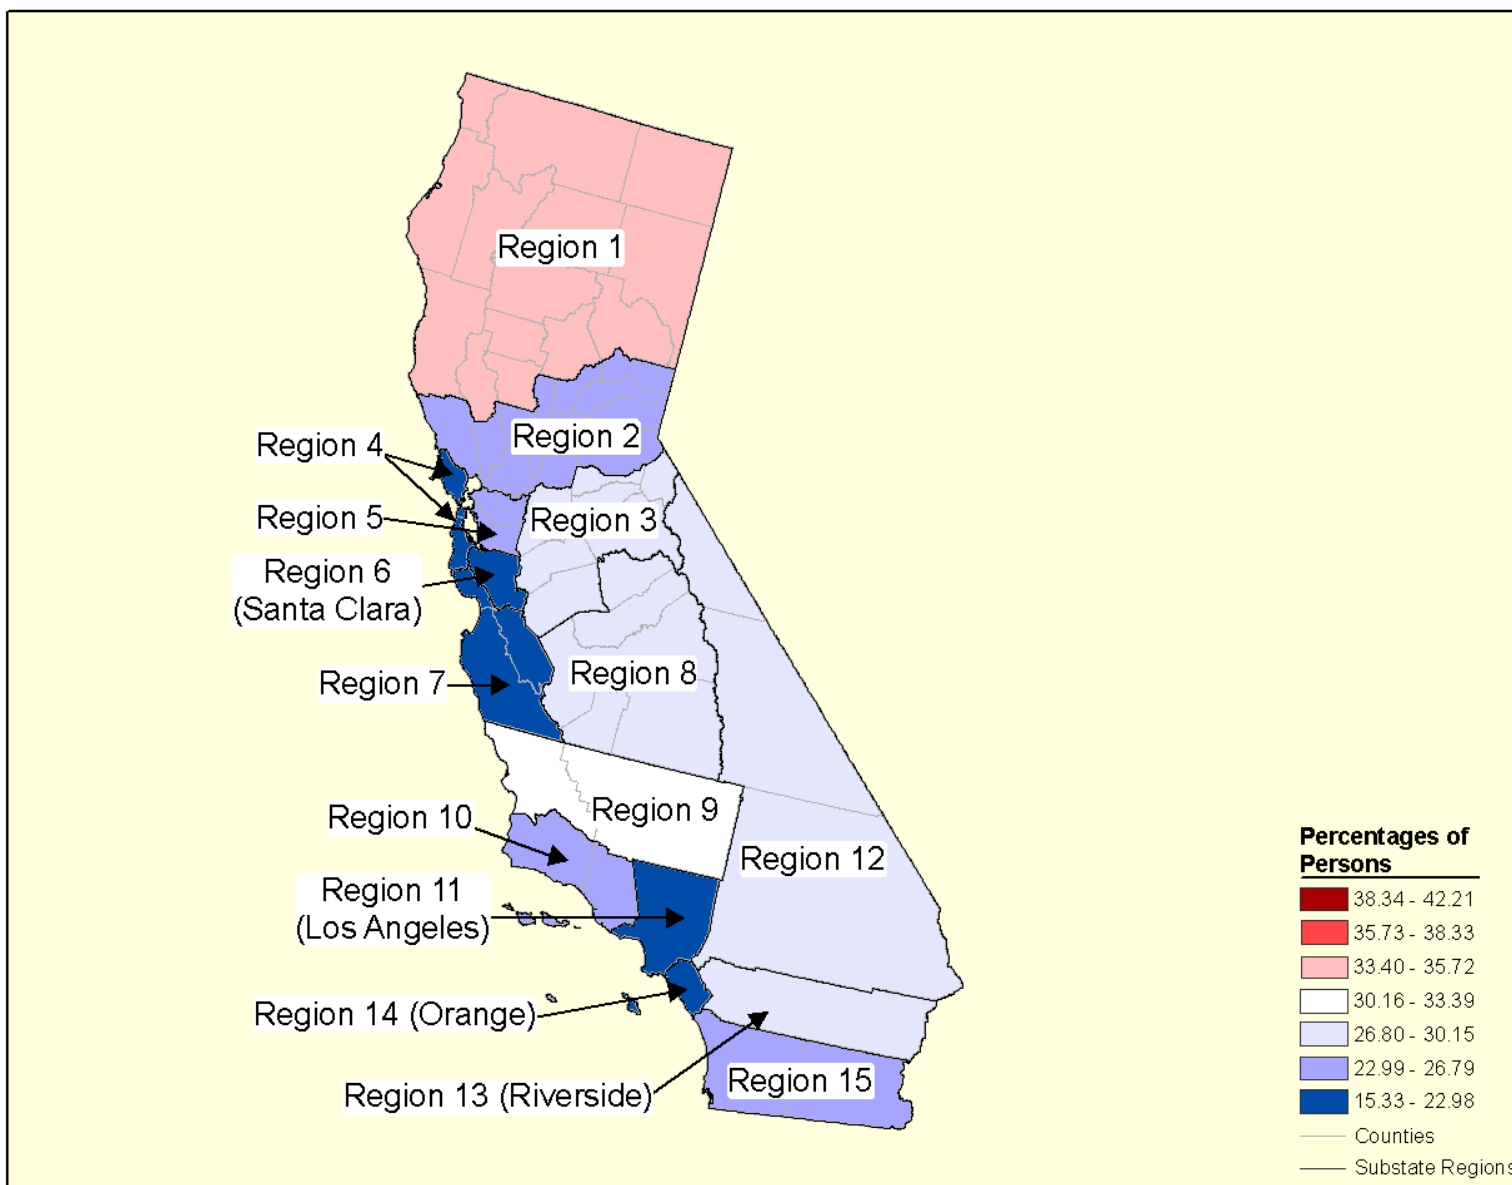 Region 1
Region 2
Region 4
Region 5
Region 3
Region 6
(Santa Clara)
Region 8
Region 7
Region 9
Region 10
Region 12
Region 11
(Los Angeles)
Region 14 (Orange)
Region 15
Region 13 (Riverside)
Percentages of
Persons
38.34 - 42.21
35.73 - 38.33
33.40 - 35.72
30.16 - 33.39
26.80 - 30.15
22.99 - 26.79
15.33 - 22.98
Counties
Substate Regions